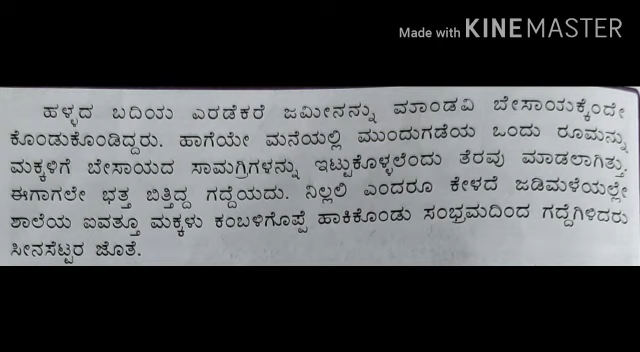 Made with KINEMASTER
ಹಳ್ಳದ ಬದಿಯ ಎರಡೆಕರೆ ಜಮೀನನ್ನು ಮಾಂಡವಿ ಬೇಸಾಯಕ್ಕೆಂದೇ
ಕೊಂಡುಕೊಂಡಿದ್ದರು. ಹಾಗೆಯೇ ಮನೆಯಲ್ಲಿ ಮುಂದುಗಡೆಯ ಒಂದು ರೂಮನ್ನು
ಮಕ್ಕಳಿಗೆ ಬೇಸಾಯದ ಸಾಮಗ್ರಿಗಳನ್ನು ಇಟ್ಟುಕೊಳ್ಳಲೆಂದು ತೆರವು ಮಾಡಲಾಗಿತ್ತು.
ಈಗಾಗಲೇ ಭತ್ತ ಬಿತ್ತಿದ್ದ ಗದ್ದೆಯದು. ನಿಲ್ಲಲಿ ಎಂದರೂ ಕೇಳದೆ ಜಡಿಮಳೆಯಲ್ಲೇ
ಶಾಲೆಯ ಐವತ್ತೂ ಮಕ್ಕಳು ಕಂಬಳಿಗೊಪ್ಪೆ ಹಾಕಿಕೊಂಡು ಸಂಭ್ರಮದಿಂದ ಗದ್ದೆಗಿಳಿದರು
ಸೀನಸೆಟ್ಟರ ಜೊತೆ.